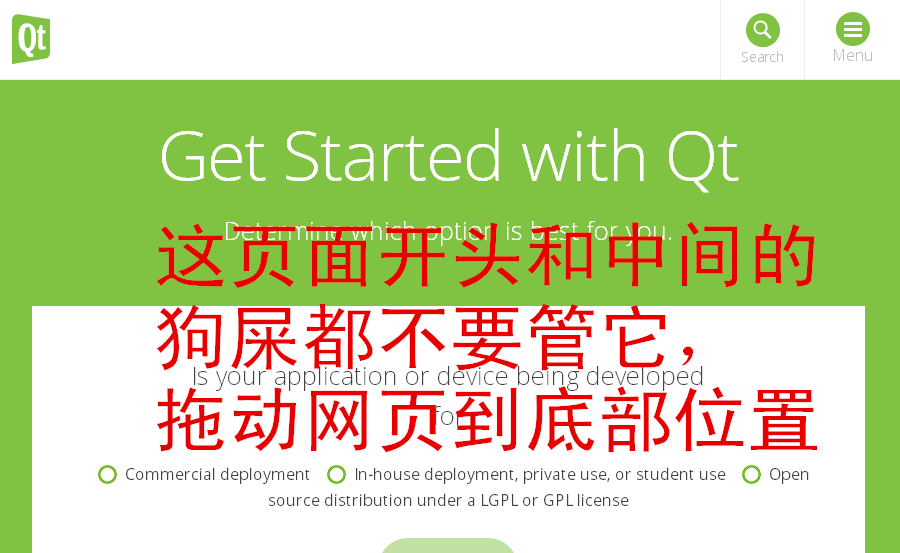 Qt
Search
Menu
Get Started with Qt
Determine which option is best for you.
这页面开头和中间的
狗屎都不要管它，
拖动网页到底部位置
Is your application or device being developed
for
Commercial deployment In-house deployment, private use, or student use Open
source distribution under a LGPL or GPL license